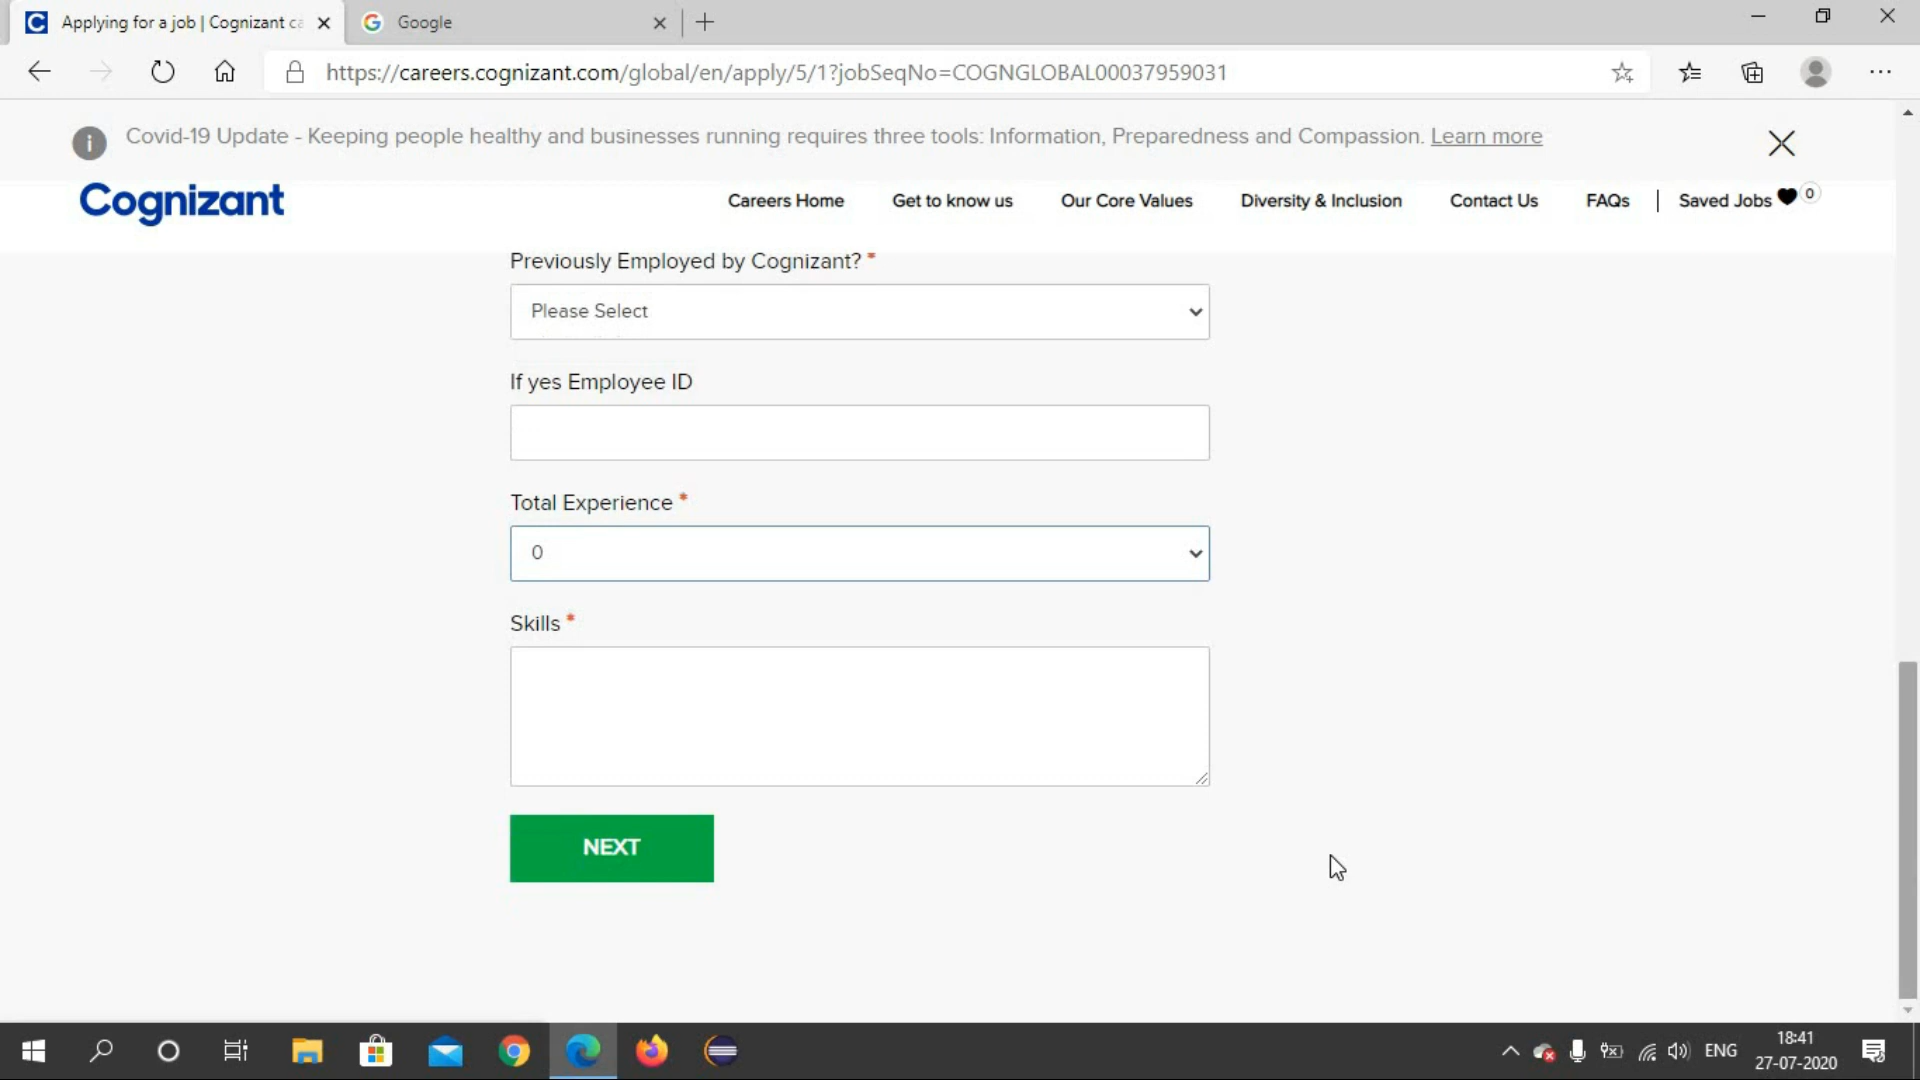 Applying for a job | Cognizant ca
Google
https://careers.cognizant.com/global/en/apply/5/1?jobSeqNo=COGNGLOBAL00037959031
Covid-19 Update - Keeping people healthy and businesses running requires three tools: Information, Preparedness and Compassion. Learn more
Cognizant
Careers Home
Get to know us
Our Core Values
Diversity & Inclusion
Contact Us
FAQs
Saved Jobs 0
Previously Employed by Cognizant? *
Please Select
If yes Employee ID
Total Experience *
0
Skills *
NEXT
ENG
18:41
27-07-2020